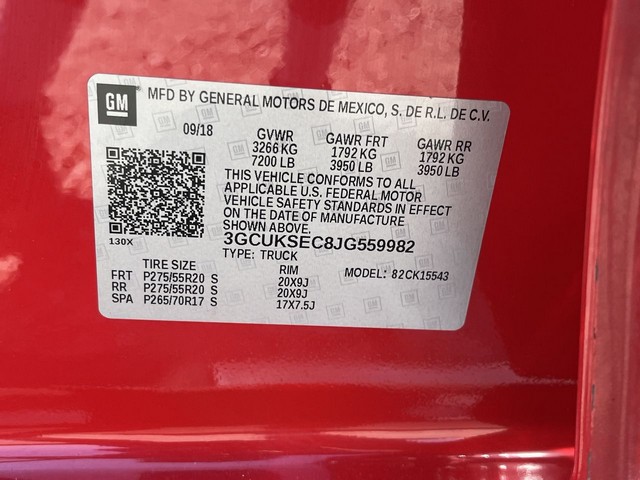 GM
MFD BY GENERAL MOTORS DE MEXICO, S. DE R.L. DE C.V.
09/18
GVWR GAWR FRT GAWR RR
3266 KG 1792 KG 1792 KG
7200 LB 3950 LB 3950 LB
THIS VEHICLE CONFORMS TO ALL
APPLICABLE U.S. FEDERAL MOTOR
VEHICLE SAFETY STANDARDS IN EFFECT
ON THE DATE OF MANUFACTURE
SHOWN ABOVE.
130X
3GCUKSEC8JG559982
TYPE: TRUCK
TIRE SIZE RIM MODEL: 82CK15543
FRT P275/55R20 S 20X9J
RR P275/55R20 S 20X9J
SPA P265/70R17 S 17X7.5J